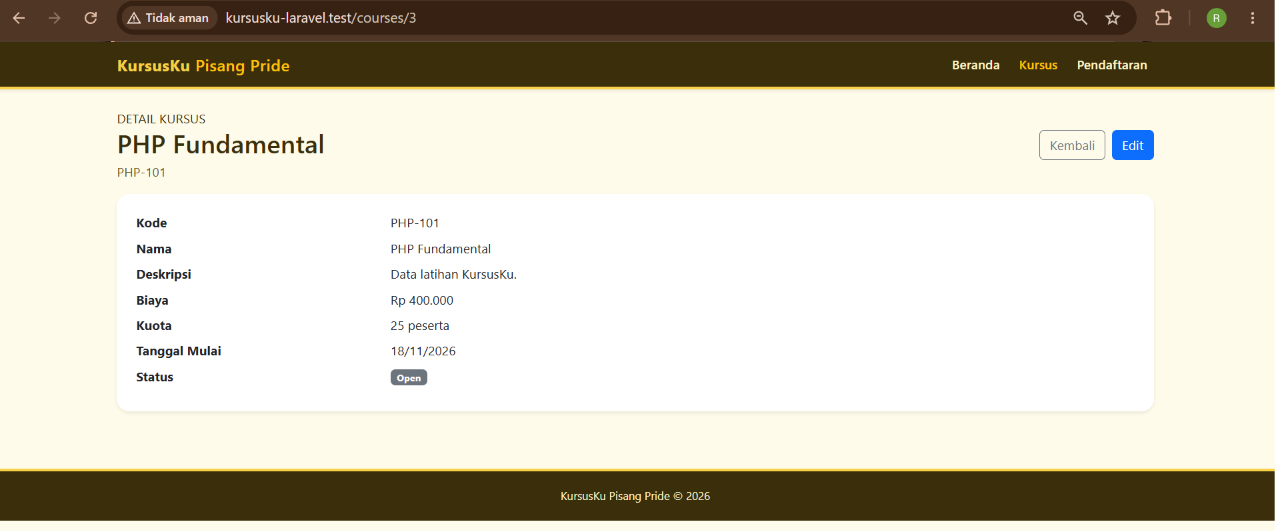 Tidak aman kursusku-laravel.test/courses/3 R
KursusKu Pisang Pride Beranda Kursus Pendaftaran
DETAIL KURSUS
PHP Fundamental Kembali Edit
PHP-101
Kode PHP-101
Nama PHP Fundamental
Deskripsi Data latihan KursusKu.
Biaya Rp 400.000
Kuota 25 peserta
Tanggal Mulai 18/11/2026
Status Open
KursusKu Pisang Pride © 2026